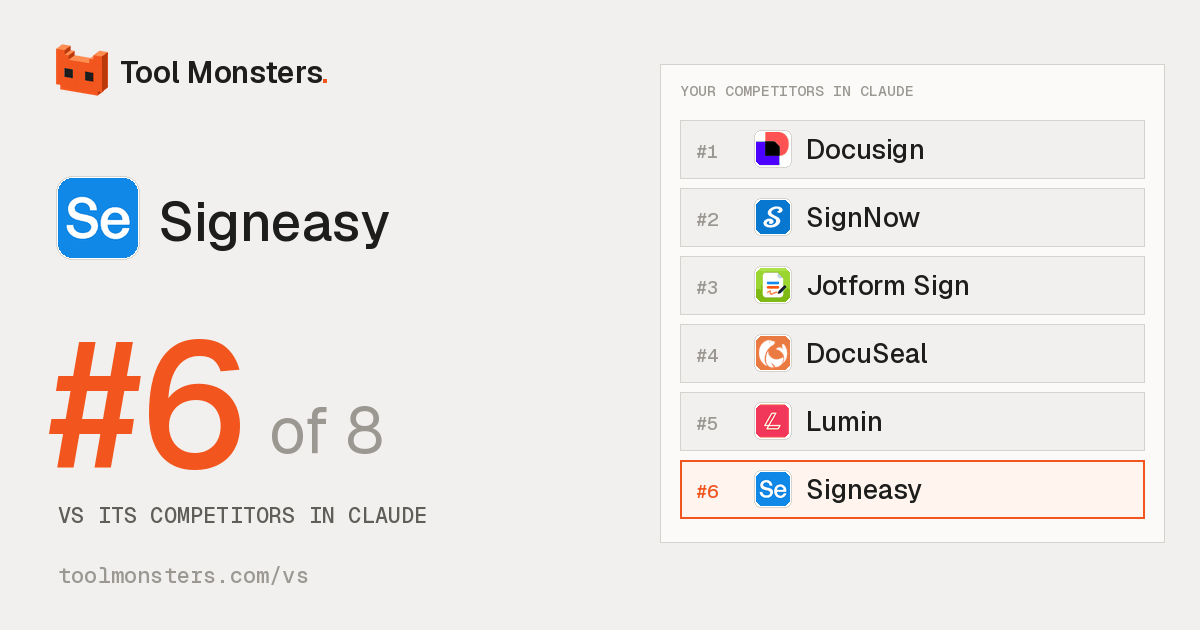 Tool Monsters.
Se Signeasy
#6 of 8
VS ITS COMPETITORS IN CLAUDE
toolmonsters.com/vs
YOUR COMPETITORS IN CLAUDE
#1 Docusign
#2 S SignNow
#3 Jotform Sign
#4 DocuSeal
#5 L Lumin
#6 Se Signeasy